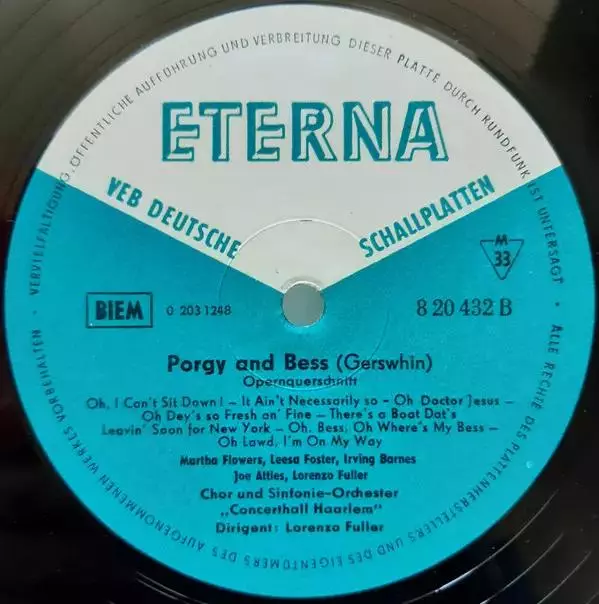 VERVIELFÄLTIGUNG, ÖFFENTLICHE AUFFÜHRUNG UND VERBREITUNG DIESER PLATTE DURCH RUNDFUNK IST UNTERSAGT ·
ETERNA
VEB DEUTSCHE SCHALLPLATTEN
M
33
BIEM
0 203 1248
8 20 432 B
Porgy and Bess (Gerswhin)
Opernquerschnitt
Oh, I Can't Sit Down! – It Ain't Necessarily so – Oh Doctor Jesus –
Oh Dey's so Fresh an' Fine – There's a Boat Dat's
Leavin' Soon for New York – Oh. Bess, Oh Where's My Bess –
Oh Lawd, I'm On My Way
Martha Flowers, Leesa Foster, Irving Barnes
Joe Attles, Lorenzo Fuller
Chor und Sinfonie-Orchester
„Concerthall Haarlem"
Dirigent: Lorenzo Fuller
ALLE RECHTE DES PLATTENHERSTELLERS UND DES EIGENTÜMERS DES AUFGENOMMENEN WERKES VORBEHALTEN ·